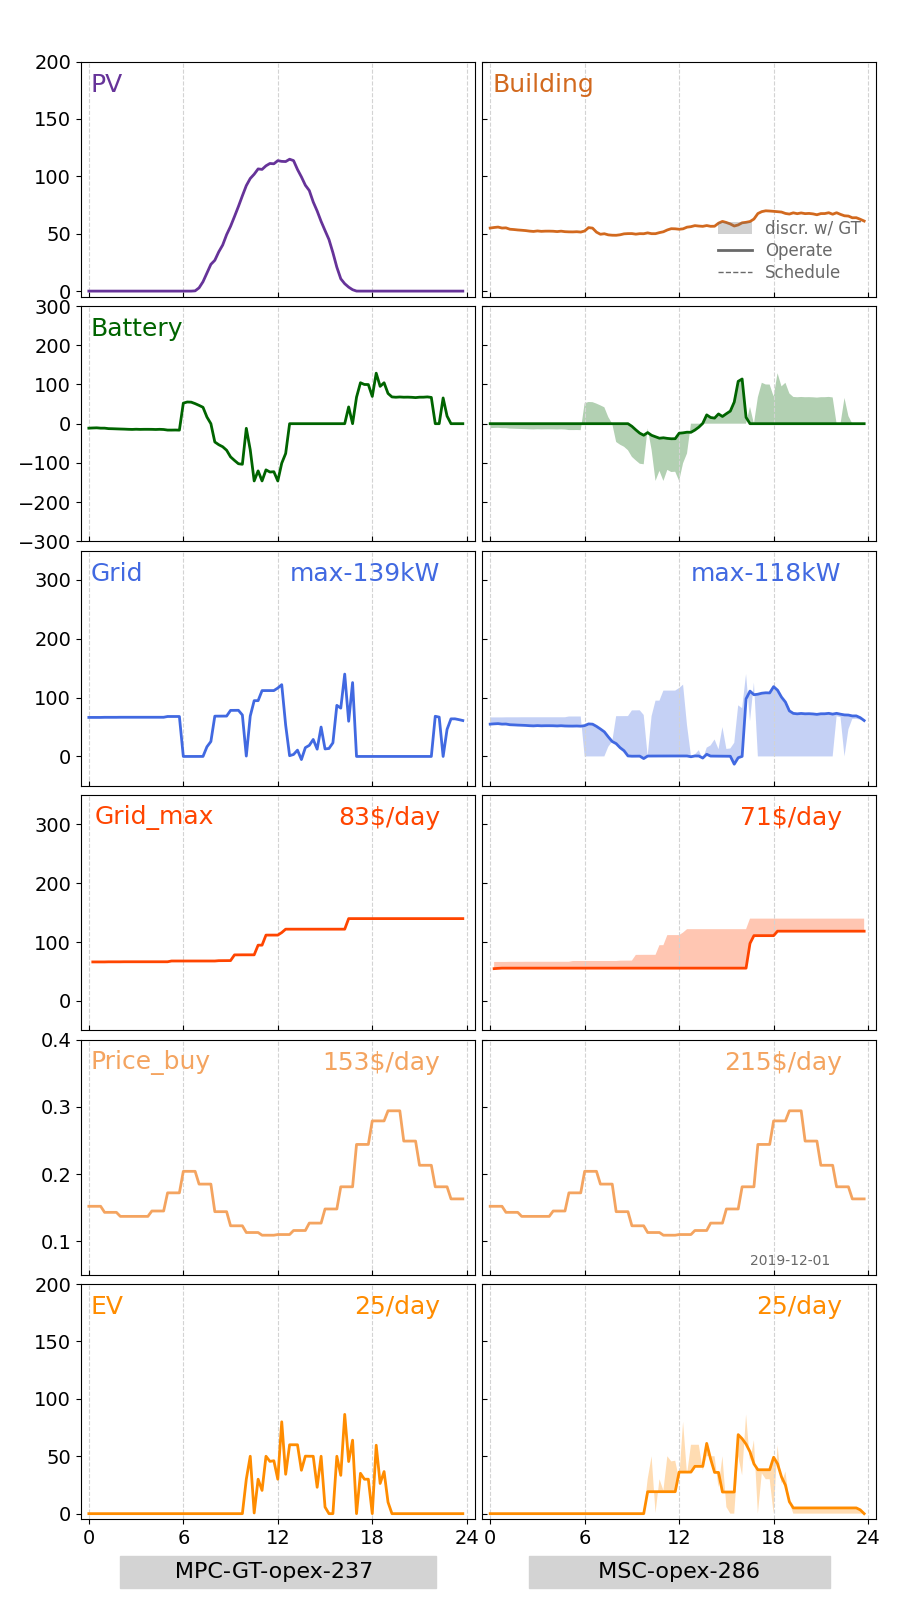 200
150
100
50
0
PV
Building
discr. w/ GT
Operate
Schedule
300
200
100
0
−100
−200
−300
Battery
300
200
100
0
Grid
max-139kW
max-118kW
300
200
100
0
Grid_max
83$/day
71$/day
0.4
0.3
0.2
0.1
Price_buy
153$/day
215$/day
2019-12-01
200
150
100
50
0
EV
25/day
25/day
0 6 12 18 24
0 6 12 18 24
MPC-GT-opex-237
MSC-opex-286